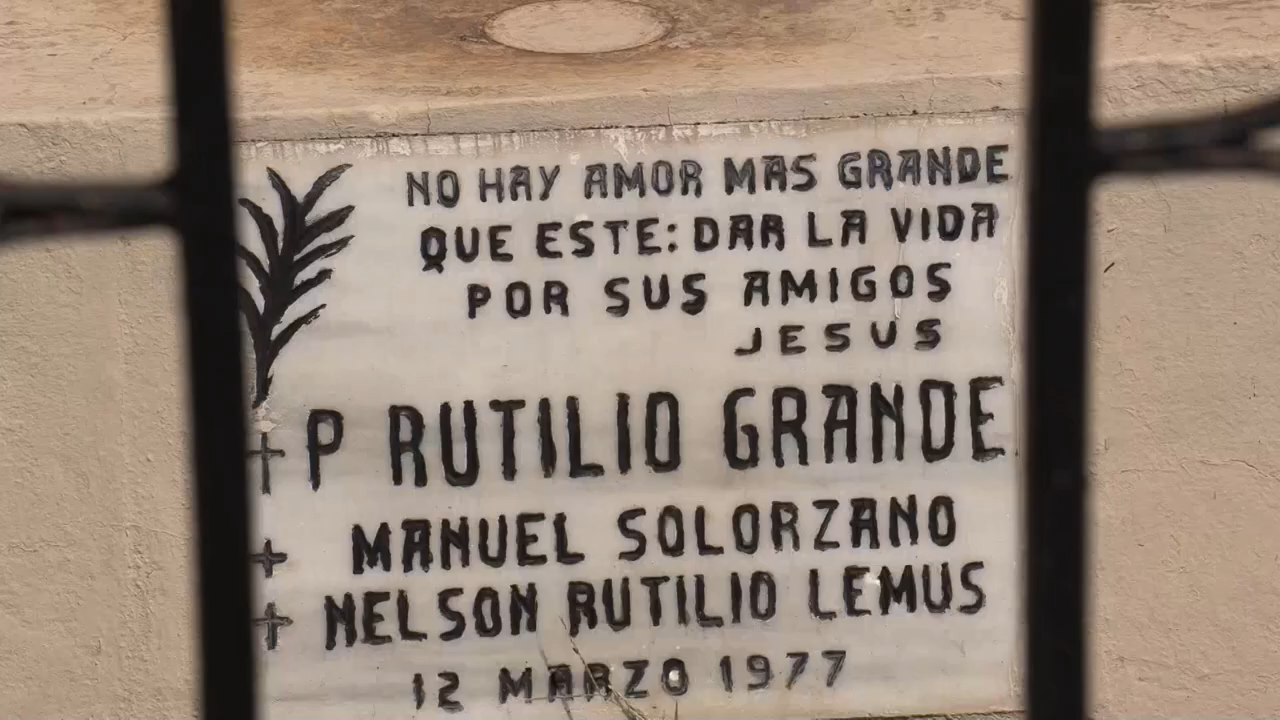 NO HAY AMOR MAS GRANDE
QUE ESTE: DAR LA VIDA
POR SUS AMIGOS
JESUS
P RUTILIO GRANDE
MANUEL SOLORZANO
NELSON RUTILIO LEMUS
12 MARZO 1977